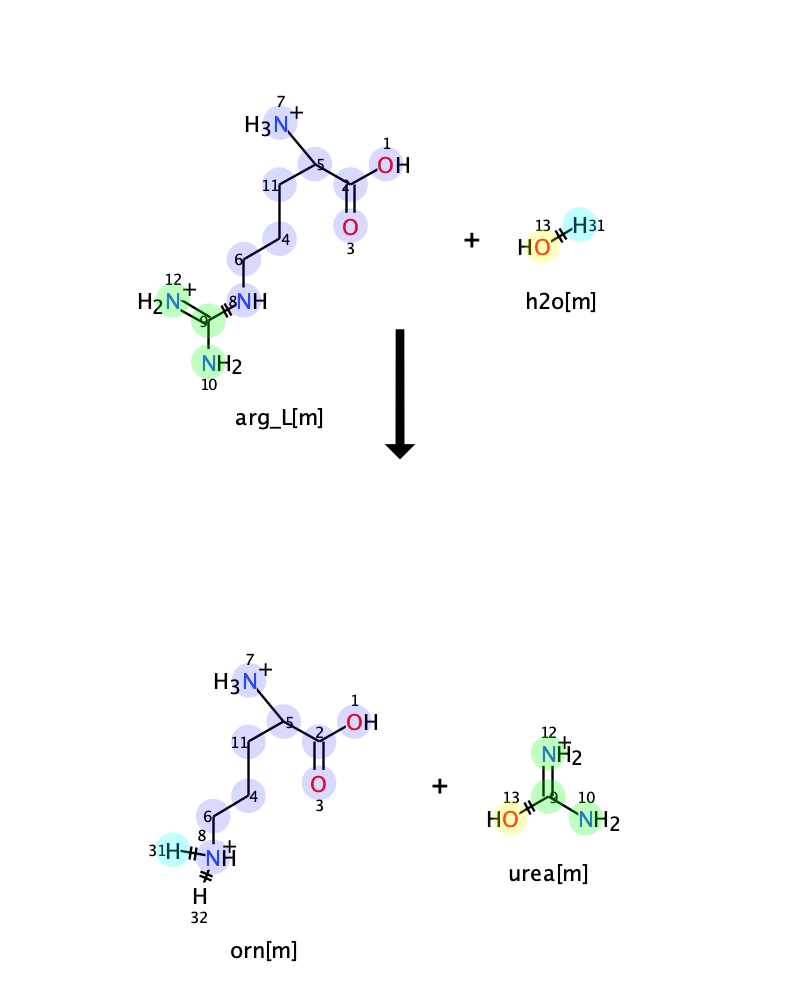 7
H3N+
5
1
OH
11
2
O
3
4
6
12
H2N+
8
NH
9
NH2
10
arg_L[m]
+
13
HO
H31
h2o[m]
7
H3N+
5
1
OH
11
2
O
3
4
6
8
31H
NH+
H
32
orn[m]
+
12
NH2+
13
HO
9
10
NH2
urea[m]